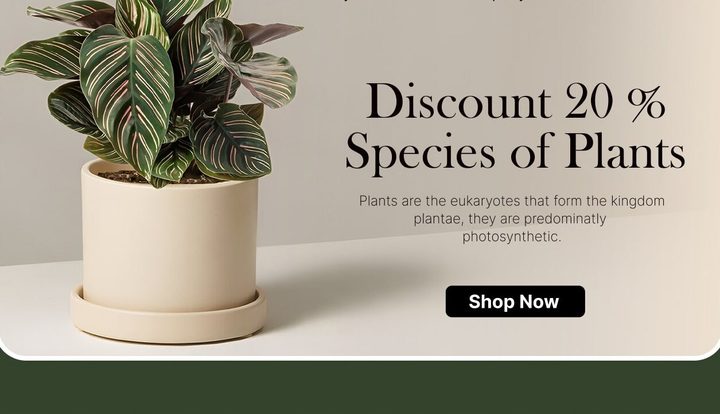 Discount 20 %
Species of Plants
Plants are the eukaryotes that form the kingdom
plantae, they are predominatly
photosynthetic.
Shop Now